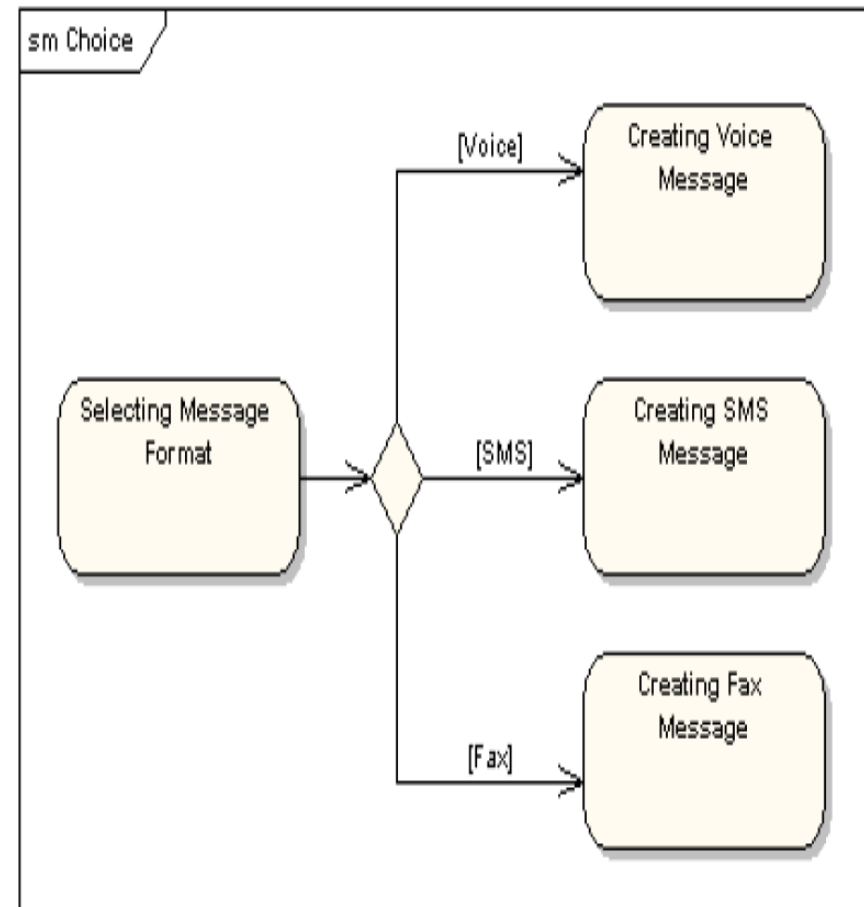 sm Choice
[Voice]
Creating Voice
Message
Selecting Message
Format
[SMS]
Creating SMS
Message
[Fax]
Creating Fax
Message